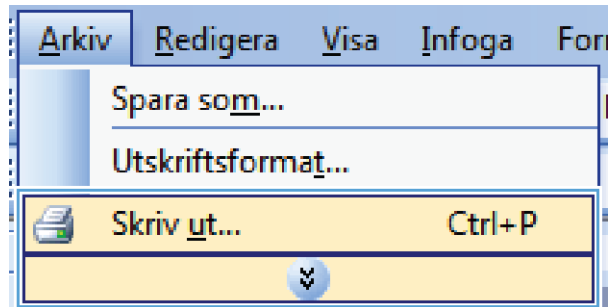 Arkiv Redigera Visa Infoga For
Spara som...
Utskriftsformat...
Skriv ut... Ctrl+P